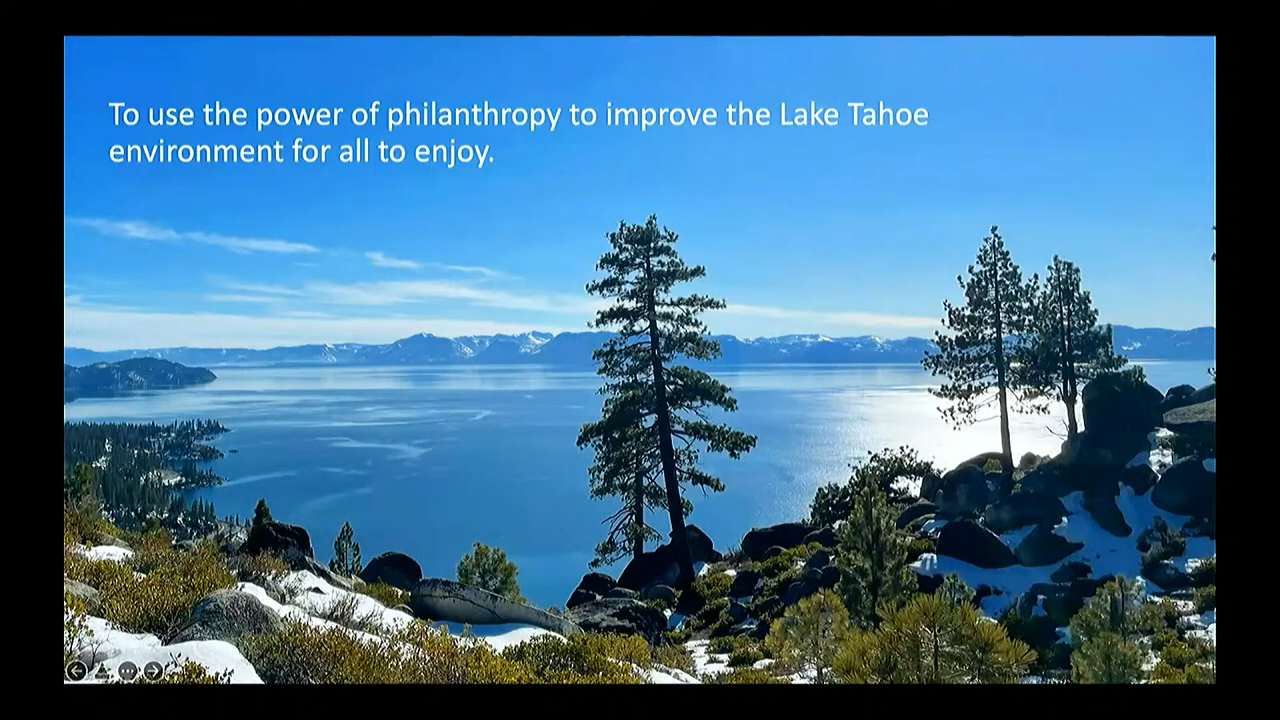 To use the power of philanthropy to improve the Lake Tahoe
environment for all to enjoy.